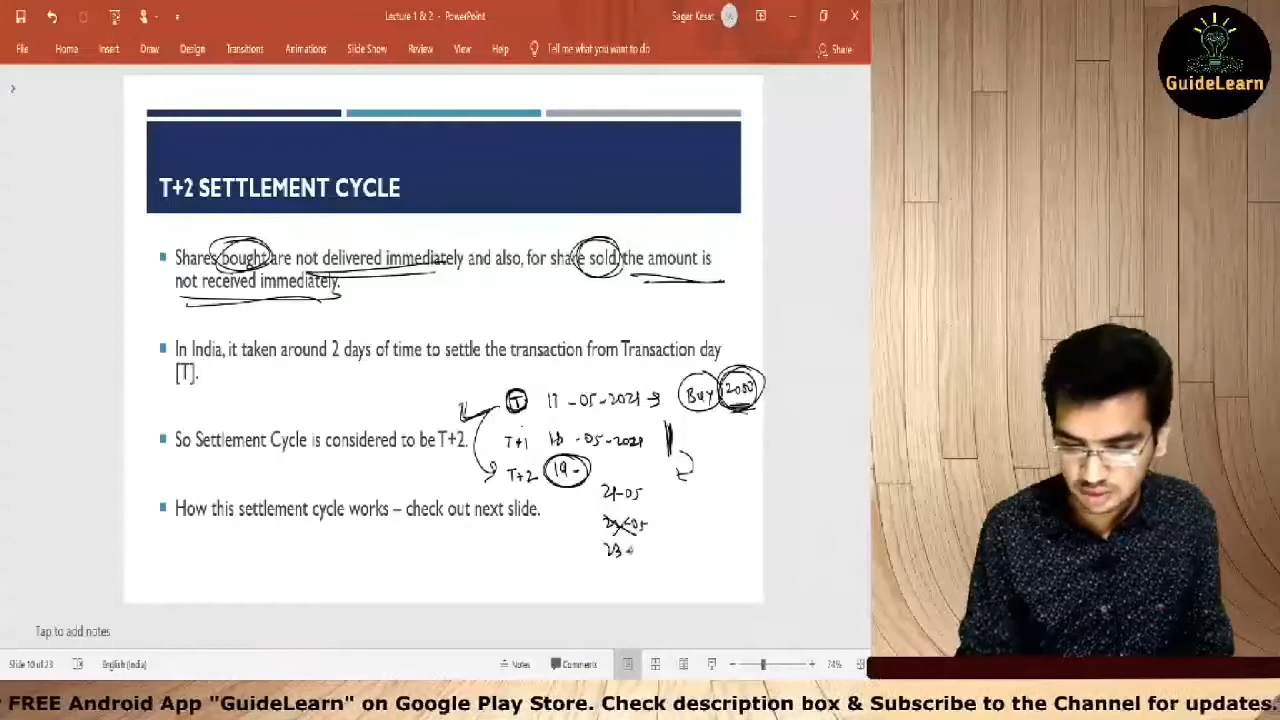 Lecture 1 & 2 - PowerPoint
Sagar Kesar
File Home Insert Draw Design Transitions Animations Slide Show Review View Help Tell me what you want to do Share
GuideLearn
T+2 SETTLEMENT CYCLE
Shares bought are not delivered immediately and also, for share sold, the amount is
not received immediately.
In India, it taken around 2 days of time to settle the transaction from Transaction day
[T].
T 17-05-2021 → Buy 2000
So Settlement Cycle is considered to be T+2.
T+1 18-05-2021
T+2 19-
21-05
How this settlement cycle works – check out next slide.
23-
Tap to add notes
Slide 10 of 23 English (India) Notes Comments 74%
FREE Android App "GuideLearn" on Google Play Store. Check description box & Subscribe to the Channel for updates.